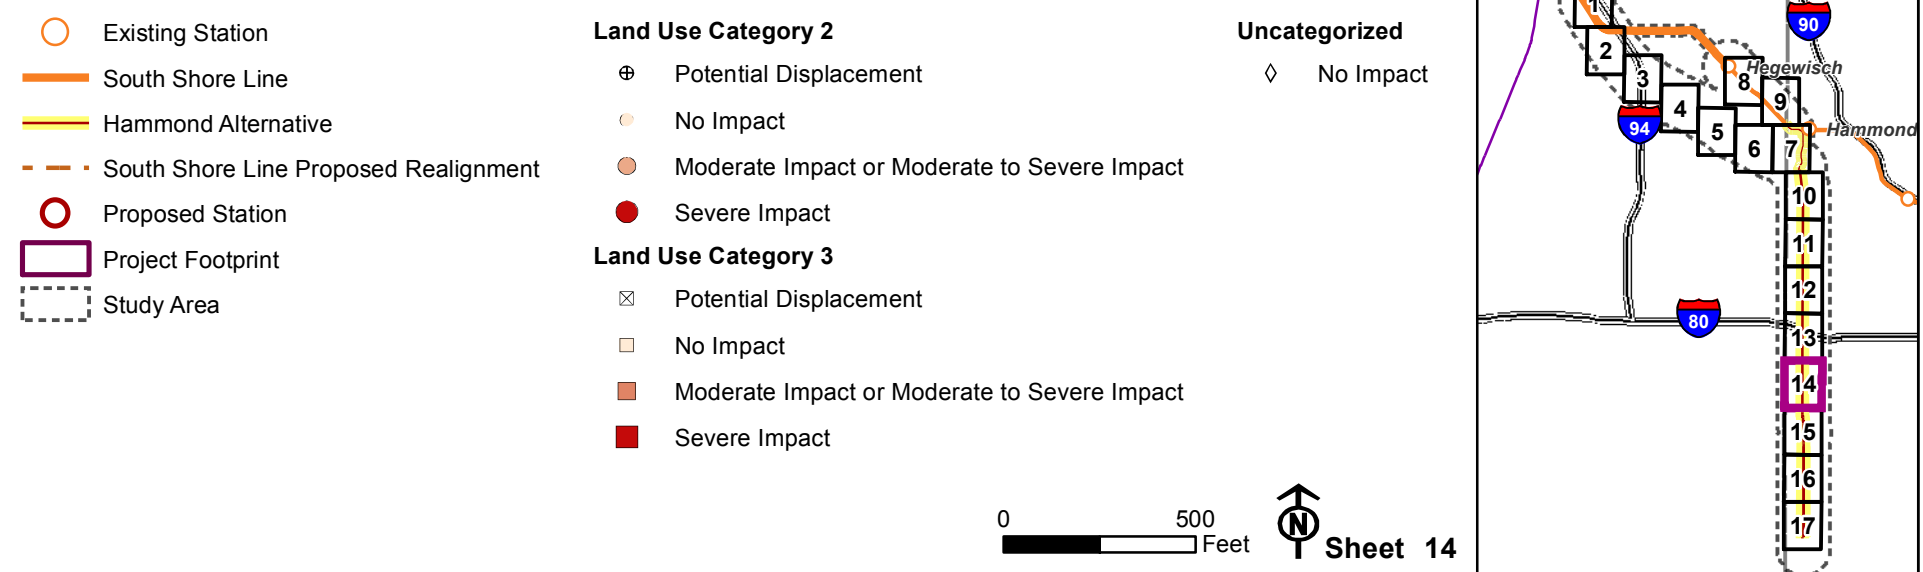 Existing Station
South Shore Line
Hammond Alternative
South Shore Line Proposed Realignment
Proposed Station
Project Footprint
Study Area
Land Use Category 2
Potential Displacement
No Impact
Moderate Impact or Moderate to Severe Impact
Severe Impact
Land Use Category 3
Potential Displacement
No Impact
Moderate Impact or Moderate to Severe Impact
Severe Impact
Uncategorized
No Impact
0 500
Feet
N
Sheet 14
1
90
2
Hegewisch
3
8
9
4
94
5
Hammond
6
7
10
11
12
80
13
14
15
16
17